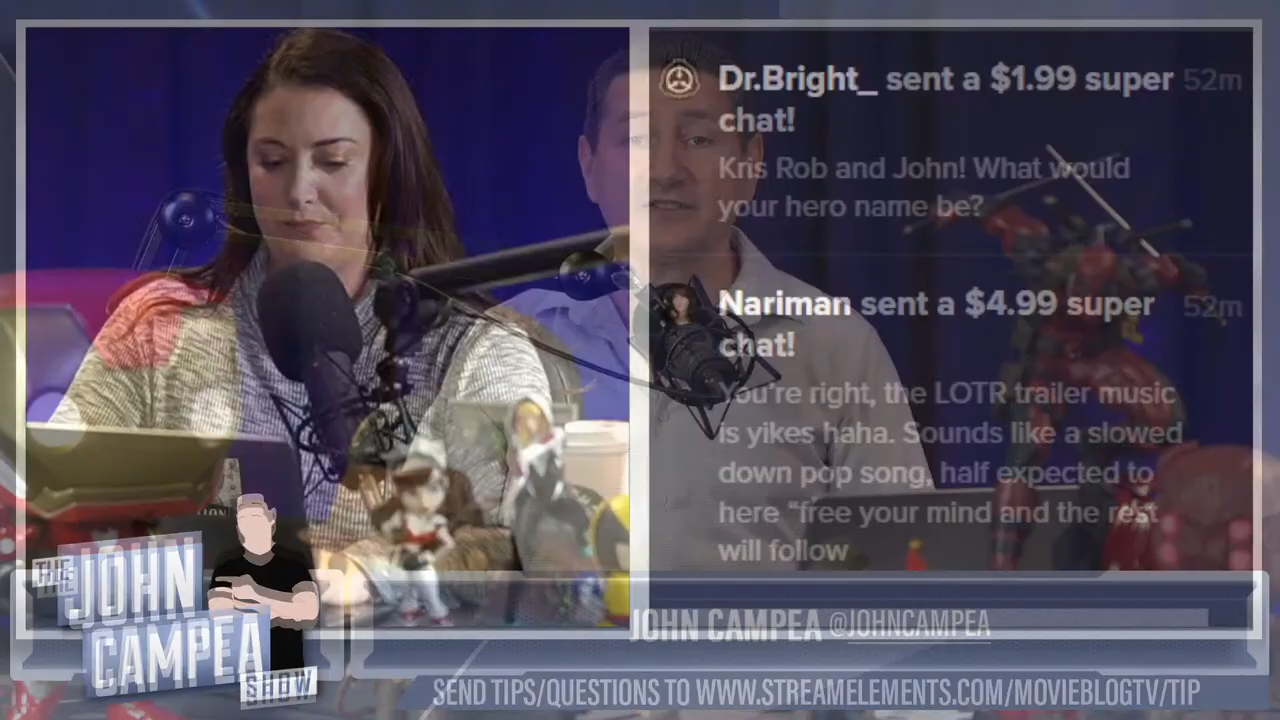 Dr.Bright_ sent a $1.99 super 52m
chat!
Kris Rob and John! What would
your hero name be?
Nariman sent a $4.99 super 52m
chat!
You're right, the LOTR trailer music
is yikes haha. Sounds like a slowed
down pop song, half expected to
here “free your mind and the rest
will follow
THE
JOHN
CAMPEA
SHOW
JOHN CAMPEA @JOHNCAMPEA
SEND TIPS/QUESTIONS TO WWW.STREAMELEMENTS.COM/MOVIEBLOGTV/TIP